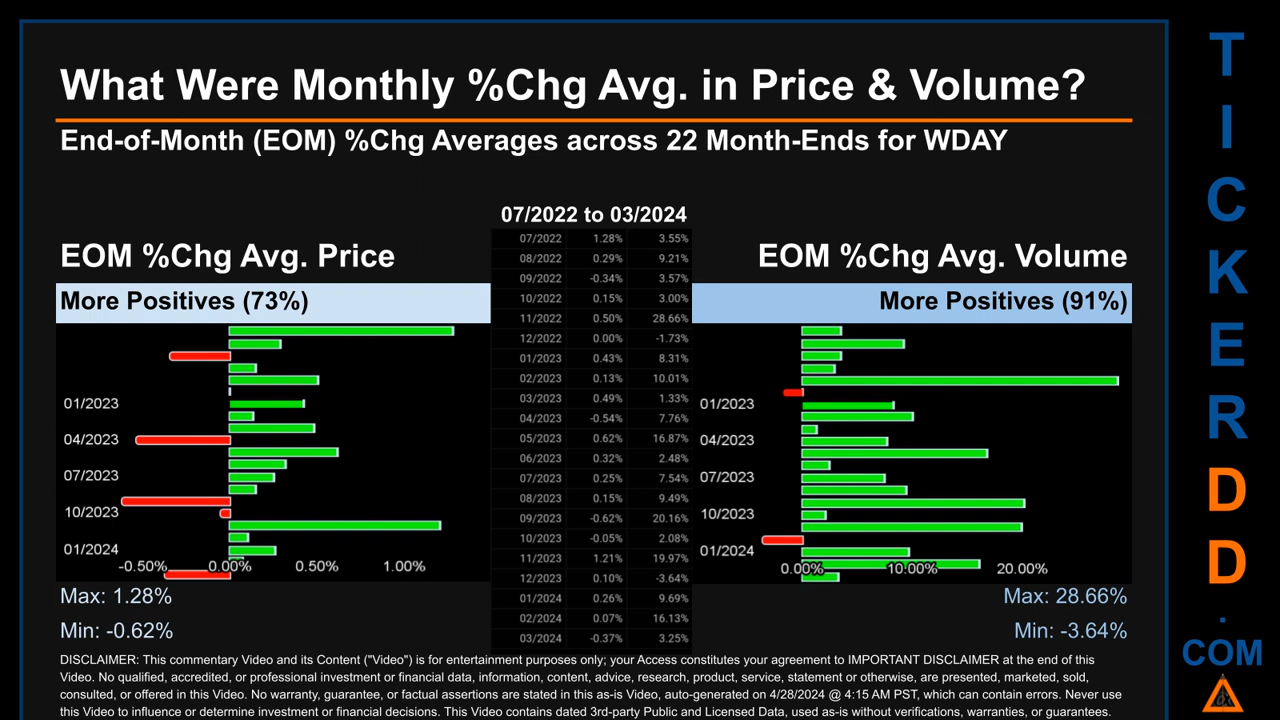 What Were Monthly %Chg Avg. in Price & Volume?
End-of-Month (EOM) %Chg Averages across 22 Month-Ends for WDAY
07/2022 to 03/2024
EOM %Chg Avg. Price
EOM %Chg Avg. Volume
More Positives (73%)
More Positives (91%)
07/2022 1.28% 3.55%
08/2022 0.29% 9.21%
09/2022 -0.34% 3.57%
10/2022 0.15% 3.00%
11/2022 0.50% 28.66%
12/2022 0.00% -1.73%
01/2023 0.43% 8.31%
02/2023 0.13% 10.01%
03/2023 0.49% 1.33%
04/2023 -0.54% 7.76%
05/2023 0.62% 16.87%
06/2023 0.32% 2.48%
07/2023 0.25% 7.54%
08/2023 0.15% 9.49%
09/2023 -0.62% 20.16%
10/2023 -0.05% 2.08%
11/2023 1.21% 19.97%
12/2023 0.10% -3.64%
01/2024 0.26% 9.69%
02/2024 0.07% 16.13%
03/2024 -0.37% 3.25%
01/2023
04/2023
07/2023
10/2023
01/2024
-0.50% 0.00% 0.50% 1.00%
01/2023
04/2023
07/2023
10/2023
01/2024
0.00% 10.00% 20.00%
Max: 1.28%
Min: -0.62%
Max: 28.66%
Min: -3.64%
DISCLAIMER: This commentary Video and its Content ("Video") is for entertainment purposes only; your Access constitutes your agreement to IMPORTANT DISCLAIMER at the end of this
Video. No qualified, accredited, or professional investment or financial data, information, content, advice, research, product, service, statement or otherwise, are presented, marketed, sold,
consulted, or offered in this Video. No warranty, guarantee, or factual assertions are stated in this as-is Video, auto-generated on 4/28/2024 @ 4:15 AM PST, which can contain errors. Never use
this Video to influence or determine investment or financial decisions. This Video contains dated 3rd-party Public and Licensed Data, used as-is without verifications, warranties, or guarantees.
T
I
C
K
E
R
D
D
.
COM